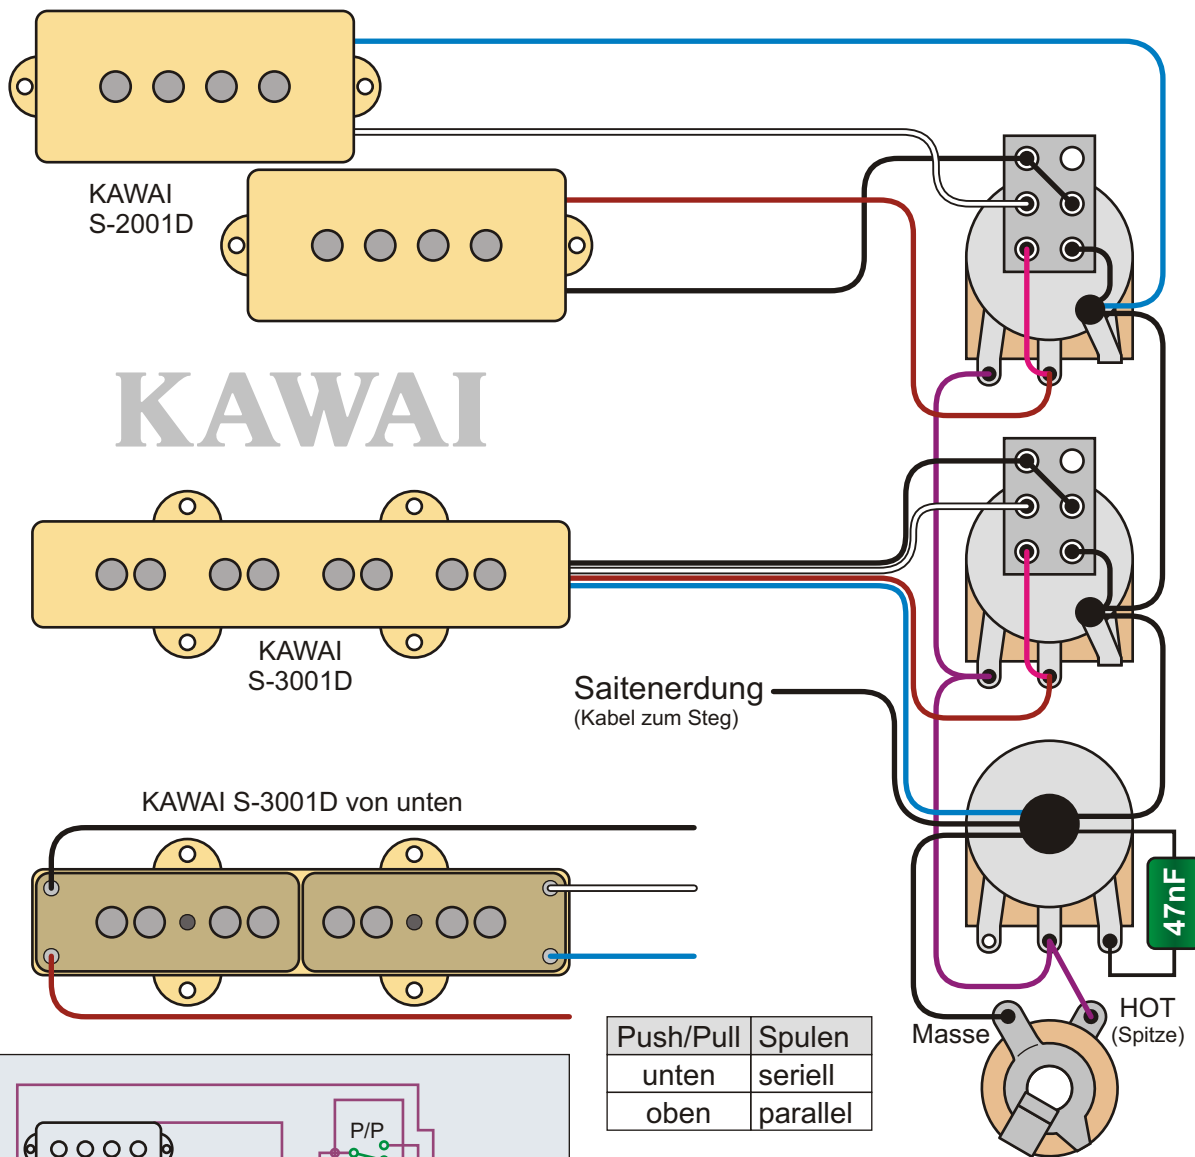 KAWAI
S-2001D
KAWAI
KAWAI
S-3001D
Saitenerdung
(Kabel zum Steg)
KAWAI S-3001D von unten
47nF
Masse
HOT
(Spitze)
Push/Pull Spulen
unten seriell
oben parallel
P/P